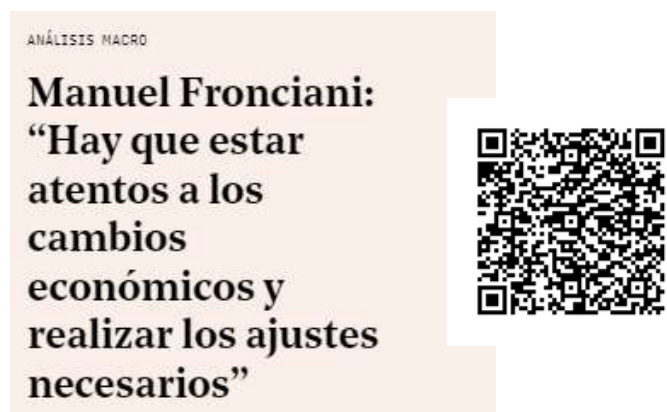 ANÁLISIS MACRO
Manuel Fronciani:
“Hay que estar
atentos a los
cambios
económicos y
realizar los ajustes
necesarios”